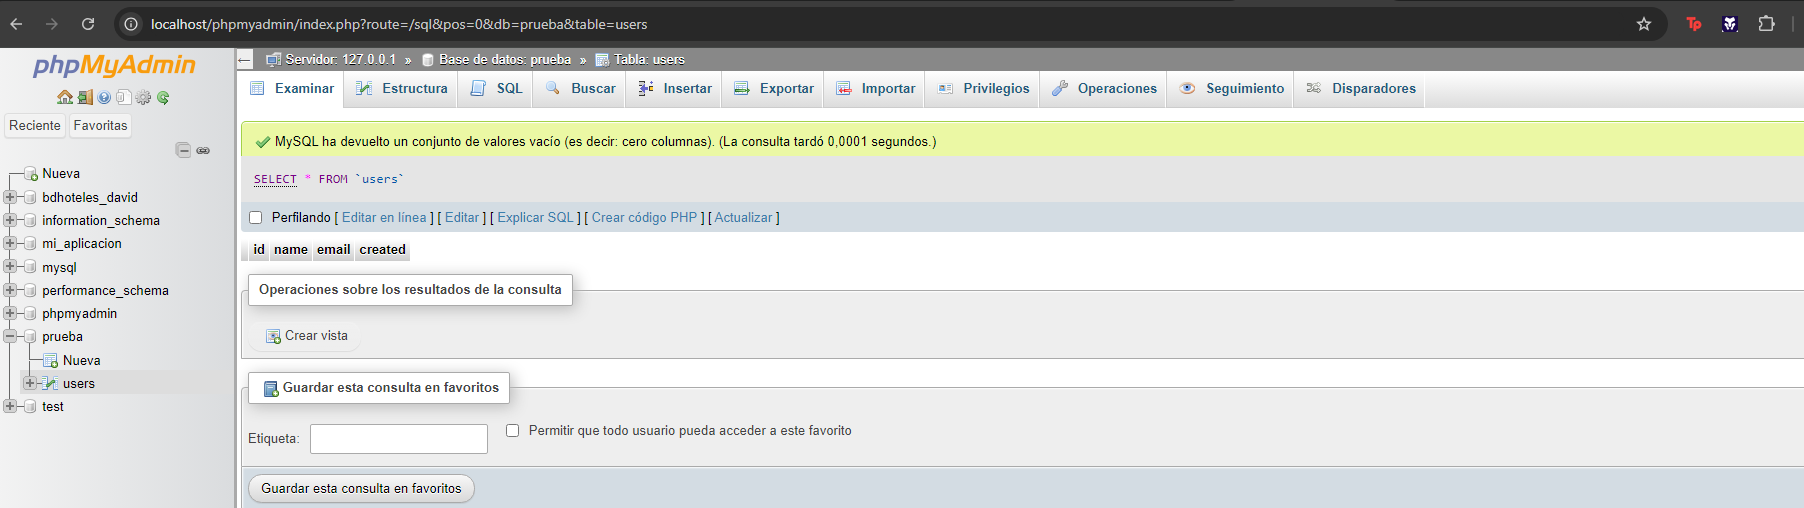 localhost/phpmyadmin/index.php?route=/sql&pos=0&db=prueba&table=users
phpMyAdmin
Reciente Favoritas
Nueva
bdhoteles_david
information_schema
mi_aplicacion
mysql
performance_schema
phpmyadmin
prueba
Nueva
users
test
Servidor: 127.0.0.1 » Base de datos: prueba » Tabla: users
Examinar Estructura SQL Buscar Insertar Exportar Importar Privilegios Operaciones Seguimiento Disparadores
MySQL ha devuelto un conjunto de valores vacío (es decir: cero columnas). (La consulta tardó 0,0001 segundos.)
SELECT * FROM `users`
Perfilando [ Editar en línea ] [ Editar ] [ Explicar SQL ] [ Crear código PHP ] [ Actualizar ]
id name email created
Operaciones sobre los resultados de la consulta
Crear vista
Guardar esta consulta en favoritos
Etiqueta: Permitir que todo usuario pueda acceder a este favorito
Guardar esta consulta en favoritos